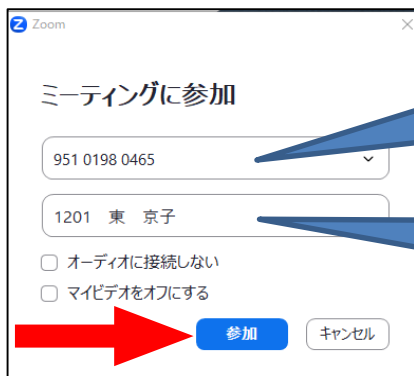 Zoom
ミーティングに参加
951 0198 0465
1201 東 京子
オーディオに接続しない
マイビデオをオフにする
参加 キャンセル